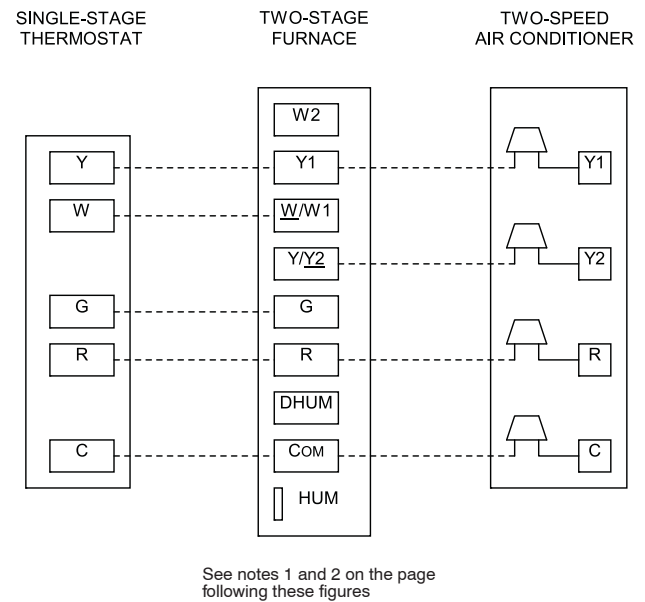 SINGLE-STAGE
THERMOSTAT
TWO-STAGE
FURNACE
TWO-SPEED
AIR CONDITIONER
W2
Y
Y1
Y1
W
W/W1
Y/Y2
Y2
G
G
R
R
R
DHUM
C
COM
C
HUM
See notes 1 and 2 on the page
following these figures